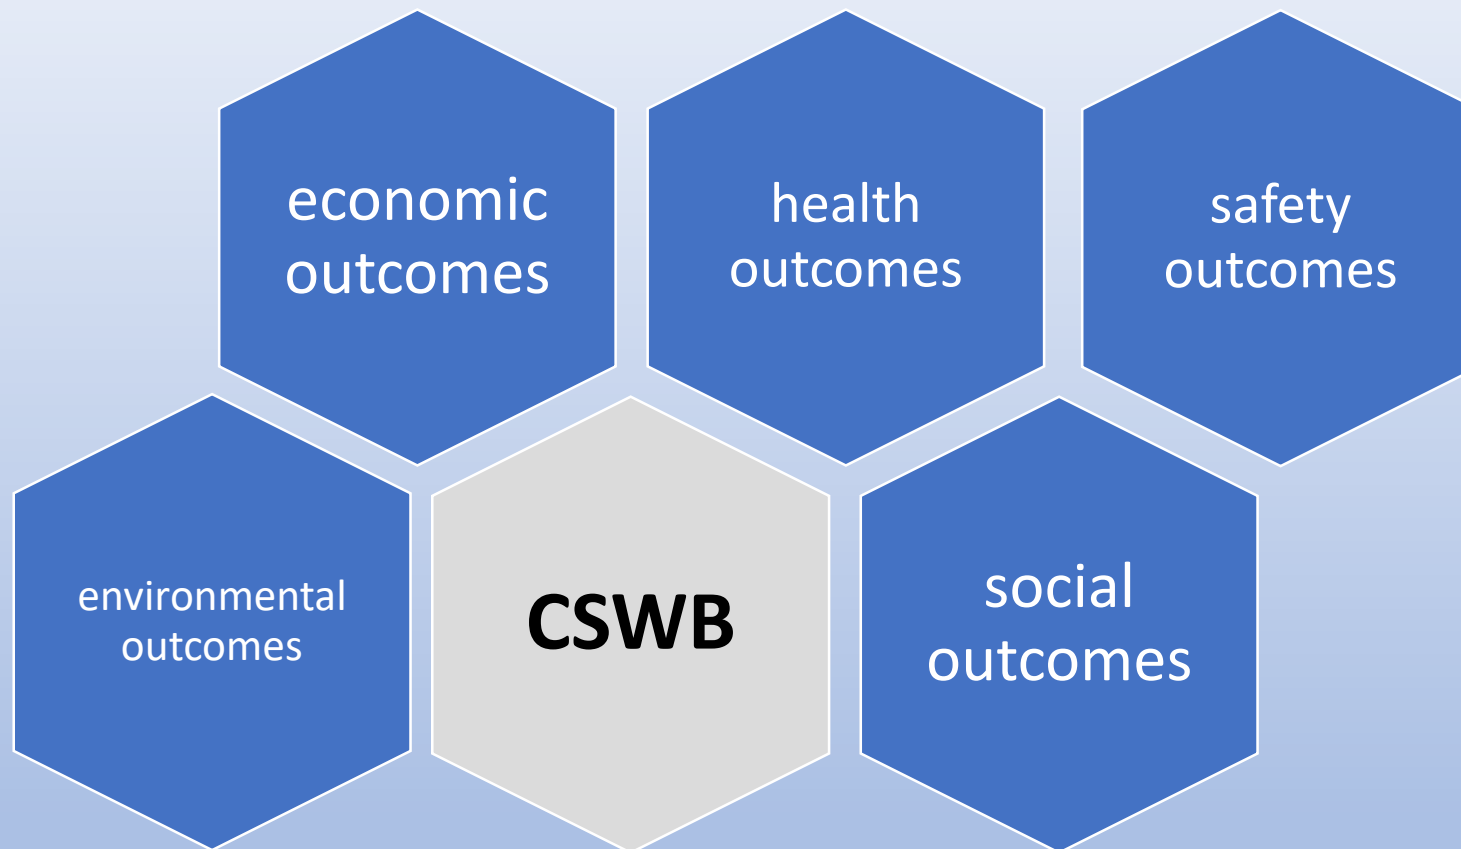 economic
outcomes
health
outcomes
safety
outcomes
environmental
outcomes
CSWB
social
outcomes